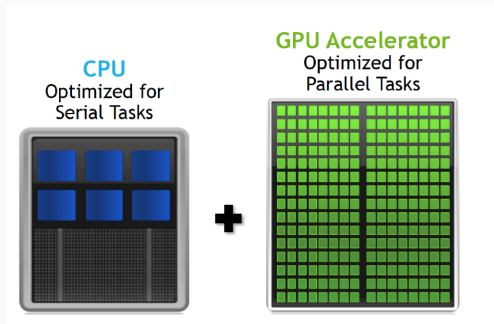 CPU
Optimized for
Serial Tasks
GPU Accelerator
Optimized for
Parallel Tasks